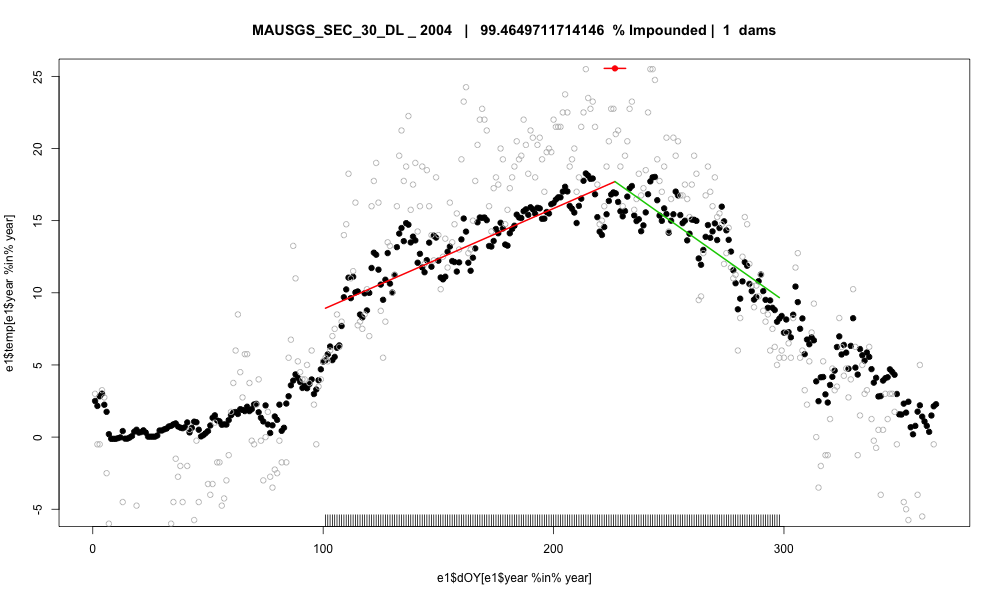 MAUSGS_SEC_30_DL _ 2004 | 99.4649711714146 % Impounded | 1 dams
e1$temp[e1$year %in% year]
25
20
15
10
5
0
-5
0 100 200 300
e1$dOY[e1$year %in% year]